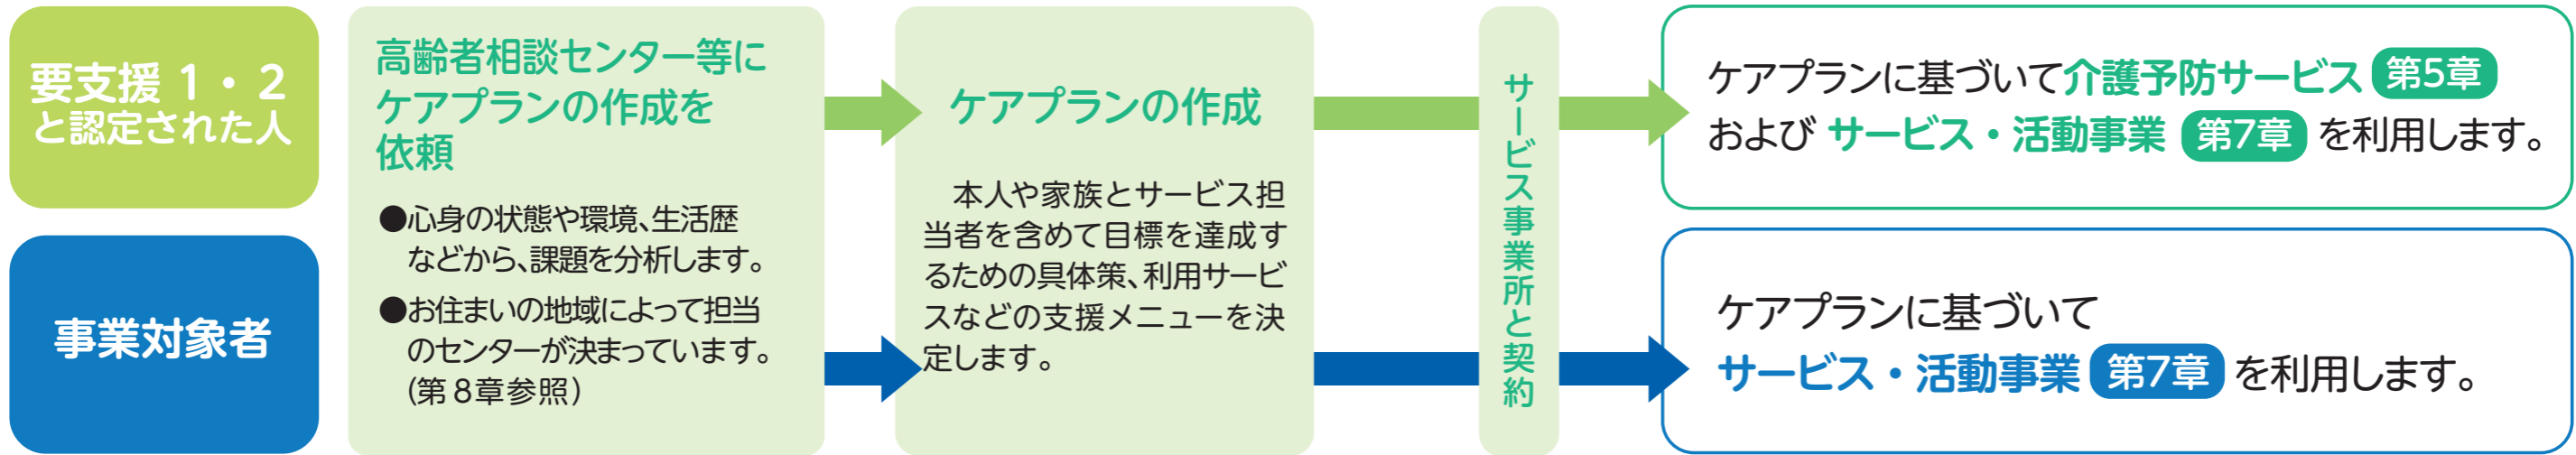 要支援 1・2
と認定された人
事業対象者
高齢者相談センター等に
ケアプランの作成を
依頼
●心身の状態や環境、生活歴
などから、課題を分析します。
●お住まいの地域によって担当
のセンターが決まっています。
(第8章参照)
ケアプランの作成
本人や家族とサービス担
当者を含めて目標を達成す
るための具体策、利用サービ
スなどの支援メニューを決
定します。
サービス事業所と契約
ケアプランに基づいて介護予防サービス 第5章
および サービス・活動事業 第7章 を利用します。
ケアプランに基づいて
サービス・活動事業 第7章 を利用します。